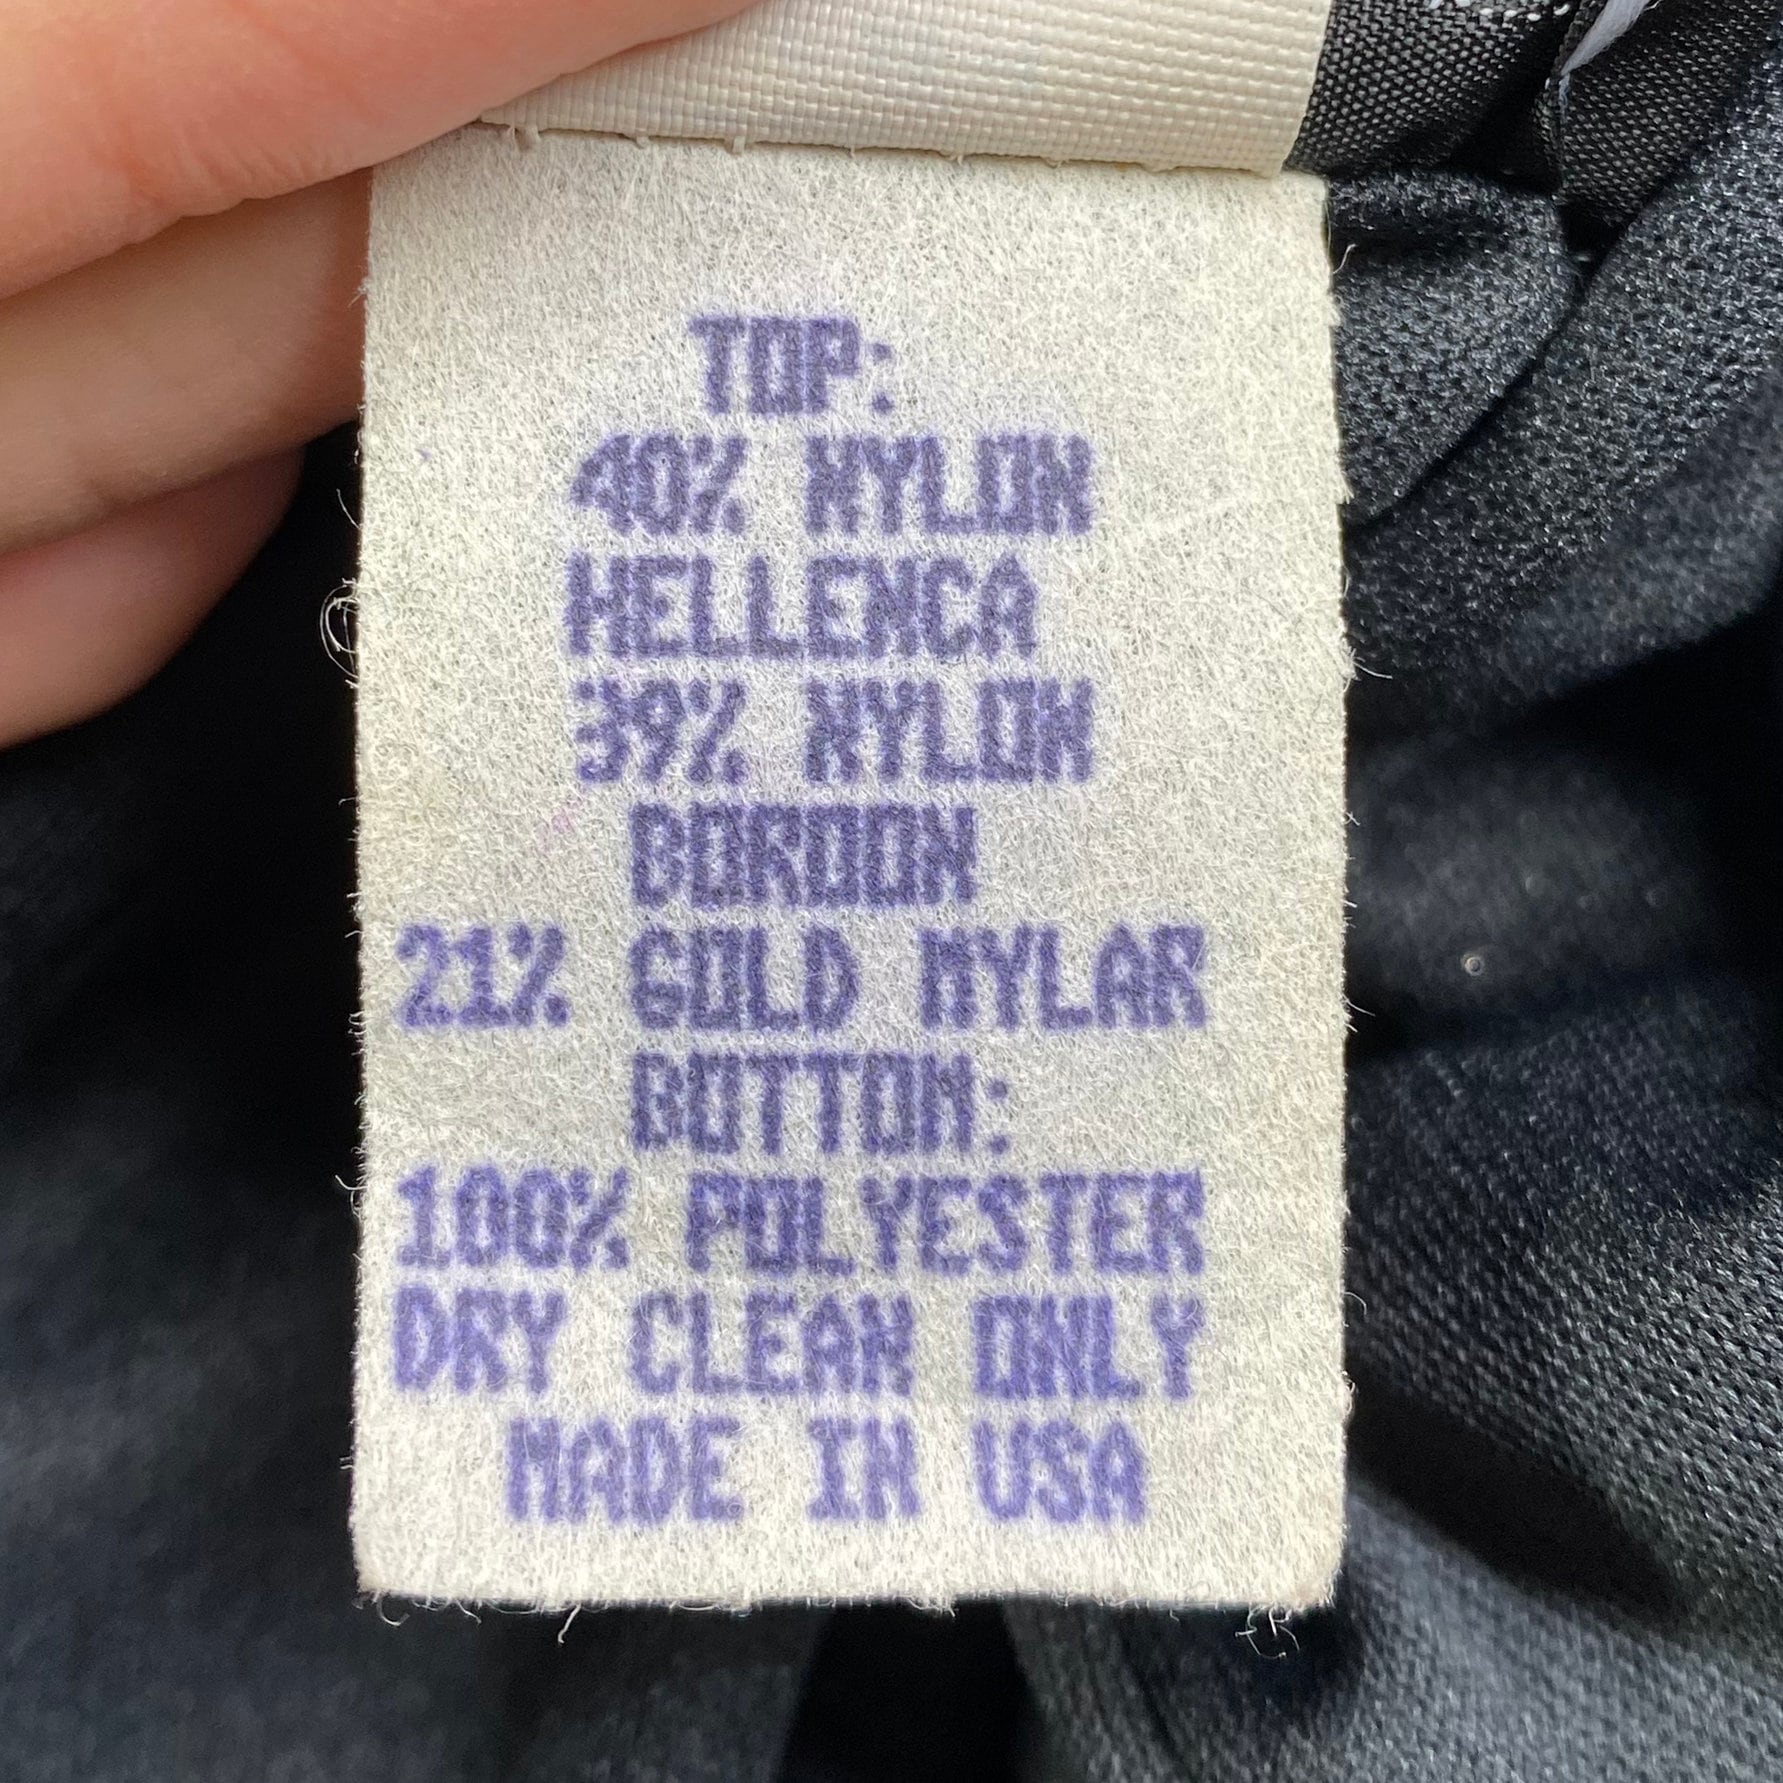 TOP:
40% NYLON
HELLENCA
39% NYLON
BORDON
21% GOLD MYLAR
BOTTOM:
100% POLYESTER
DRY CLEAN ONLY
MADE IN USA